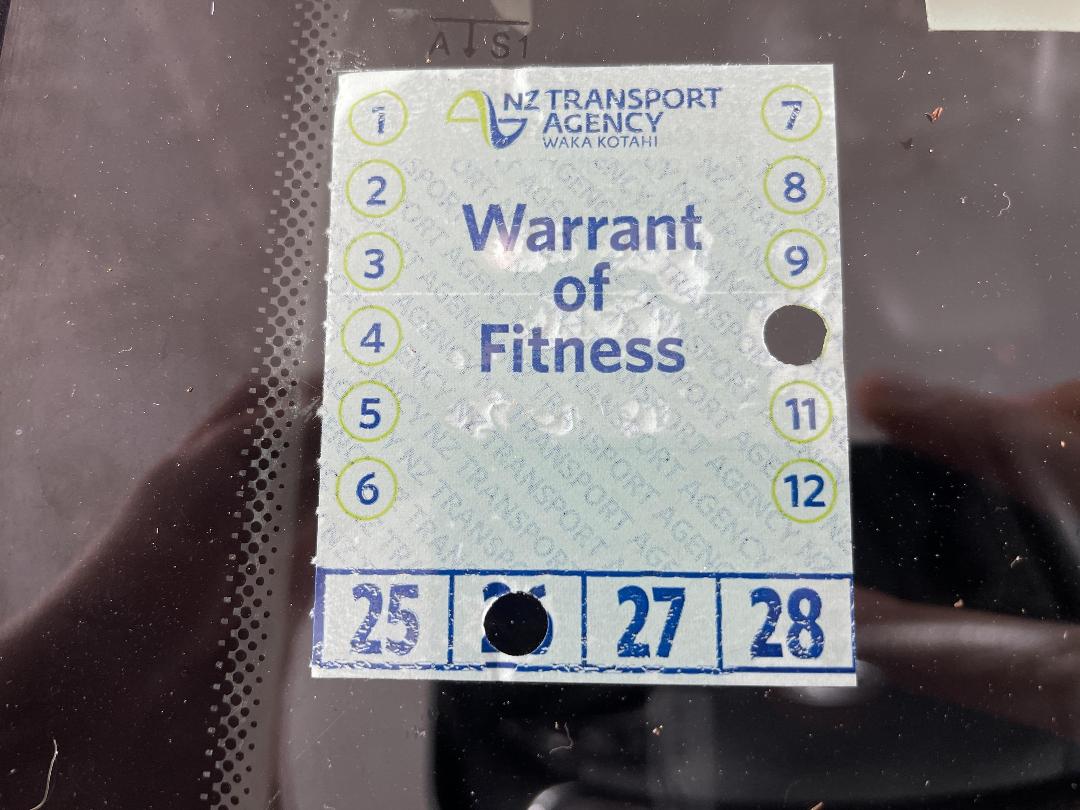 A S1
NZ TRANSPORT
AGENCY
WAKA KOTAHI
Warrant
of
Fitness
1
2
3
4
5
6
7
8
9
11
12
25 27 28